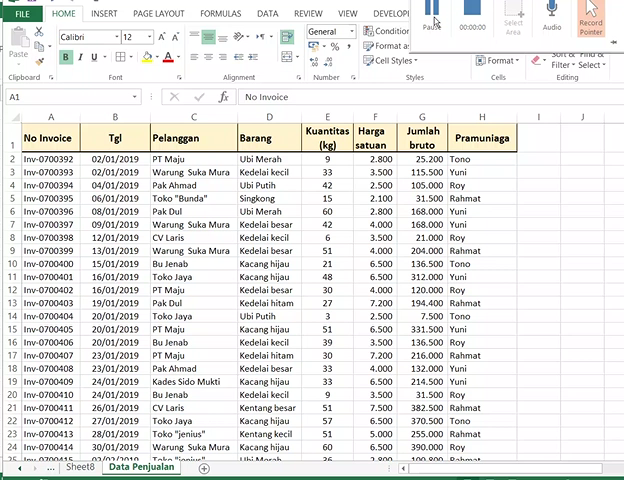 FILE HOME INSERT PAGE LAYOUT FORMULAS DATA REVIEW VIEW DEVELOP
Pause 00:00:00 Select Area Audio Record Pointer
Paste Calibri 12 General Condition
Format as
B I U % Cell Styles Format Filter Select
Clipboard Font Alignment Number Editing
A1 fx No Invoice
A B C D E F G H I J
1 No Invoice Tgl Pelanggan Barang Kuantitas (kg) Harga satuan Jumlah bruto Pramuniaga
2 Inv-0700392 02/01/2019 PT Maju Ubi Merah 9 2.800 25.200 Tono
3 Inv-0700393 02/01/2019 Warung Suka Mura Kedelai kecil 33 3.500 115.500 Yuni
4 Inv-0700394 04/01/2019 Pak Ahmad Ubi Putih 42 2.500 105.000 Roy
5 Inv-0700395 06/01/2019 Toko "Bunda" Singkong 15 2.100 31.500 Rahmat
6 Inv-0700396 08/01/2019 Pak Dul Ubi Merah 60 2.800 168.000 Yuni
7 Inv-0700397 09/01/2019 Warung Suka Mura Kedelai besar 42 4.000 168.000 Yuni
8 Inv-0700398 12/01/2019 CV Laris Kedelai kecil 6 3.500 21.000 Roy
9 Inv-0700399 13/01/2019 Warung Suka Mura Kedelai besar 51 4.000 204.000 Rahmat
10 Inv-0700400 15/01/2019 Bu Jenab Kacang hijau 21 6.500 136.500 Tono
11 Inv-0700401 16/01/2019 Toko Jaya Kacang hijau 48 6.500 312.000 Yuni
12 Inv-0700402 16/01/2019 PT Maju Kedelai besar 30 4.000 120.000 Roy
13 Inv-0700403 19/01/2019 Pak Dul Kedelai hitam 27 7.200 194.400 Rahmat
14 Inv-0700404 20/01/2019 Toko Jaya Ubi Putih 3 2.500 7.500 Tono
15 Inv-0700405 20/01/2019 PT Maju Kacang hijau 51 6.500 331.500 Yuni
16 Inv-0700406 20/01/2019 Bu Jenab Kedelai kecil 39 3.500 136.500 Roy
17 Inv-0700407 23/01/2019 PT Maju Kedelai hitam 30 7.200 216.000 Rahmat
18 Inv-0700408 23/01/2019 Pak Ahmad Kedelai besar 33 4.000 132.000 Yuni
19 Inv-0700409 24/01/2019 Kades Sido Mukti Kacang hijau 33 6.500 214.500 Yuni
20 Inv-0700410 24/01/2019 Bu Jenab Kedelai kecil 9 3.500 31.500 Roy
21 Inv-0700411 26/01/2019 CV Laris Kentang besar 51 7.500 382.500 Rahmat
22 Inv-0700412 27/01/2019 Toko Jaya Kacang hijau 57 6.500 370.500 Tono
23 Inv-0700413 28/01/2019 Toko "jenius" Kentang kecil 51 5.000 255.000 Rahmat
24 Inv-0700414 30/01/2019 Warung Suka Mura Kacang hijau 60 6.500 390.000 Roy
25 Inv-0700415 02/02/2019 Toko "jenius" Ubi Merah 36 2.800 100.800 Rahmat
... Sheet8 Data Penjualan